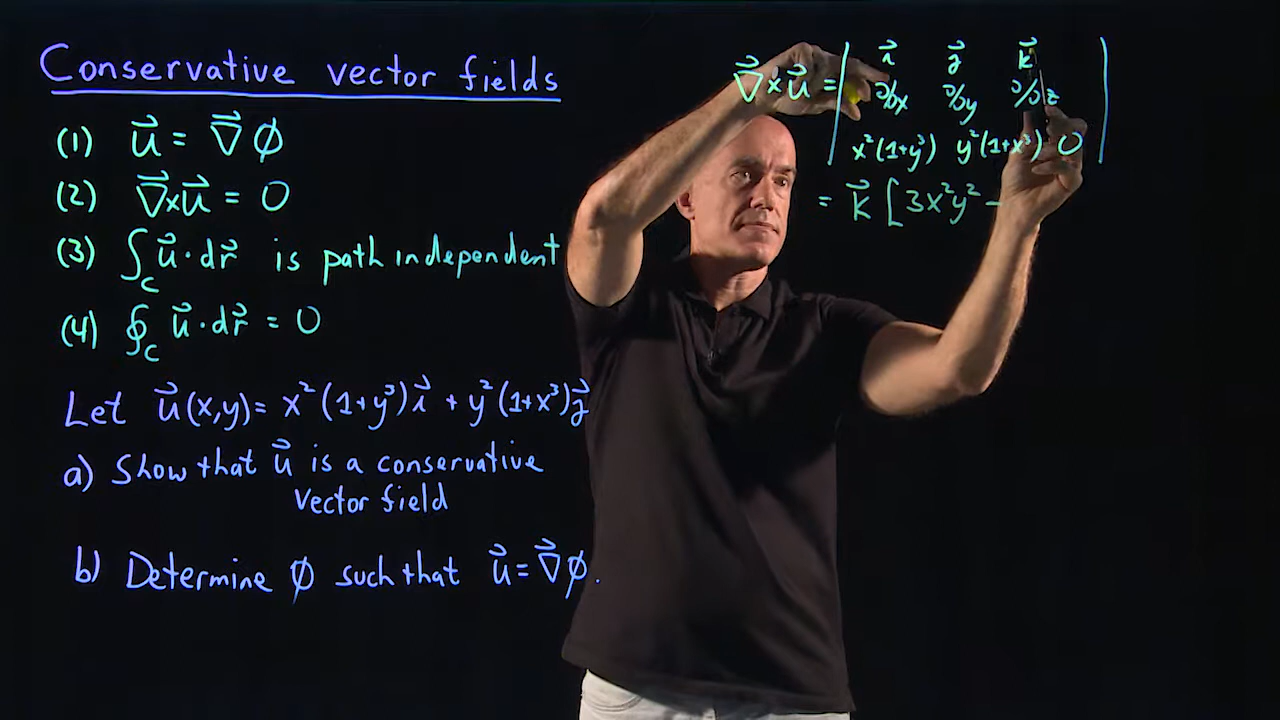 Conservative vector fields
(1) u⃗ = ∇⃗ϕ
(2) ∇⃗×u⃗ = 0
(3) ∫_C u⃗·dr⃗ is path independent
(4) ∮_C u⃗·dr⃗ = 0
Let u⃗(x,y) = x²(1+y³)i⃗ + y²(1+x³)j⃗
a) Show that u⃗ is a conservative
vector field
b) Determine ϕ such that u⃗ = ∇⃗ϕ.
∇⃗×u⃗ = | i⃗ j⃗ k⃗ |
∂/∂x ∂/∂y ∂/∂z
x²(1+y³) y²(1+x³) 0
= k⃗ [3x²y² −